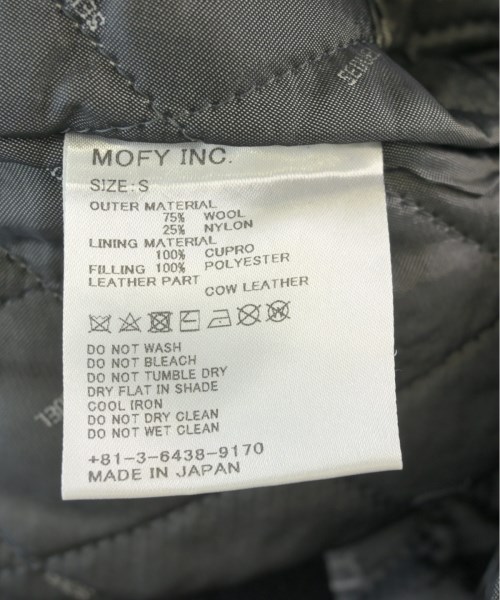 MOFY INC.
SIZE:S
OUTER MATERIAL
75% WOOL
25% NYLON
LINING MATERIAL
100% CUPRO
FILLING 100% POLYESTER
LEATHER PART
COW LEATHER
DO NOT WASH
DO NOT BLEACH
DO NOT TUMBLE DRY
DRY FLAT IN SHADE
COOL IRON
DO NOT DRY CLEAN
DO NOT WET CLEAN
+81-3-6438-9170
MADE IN JAPAN